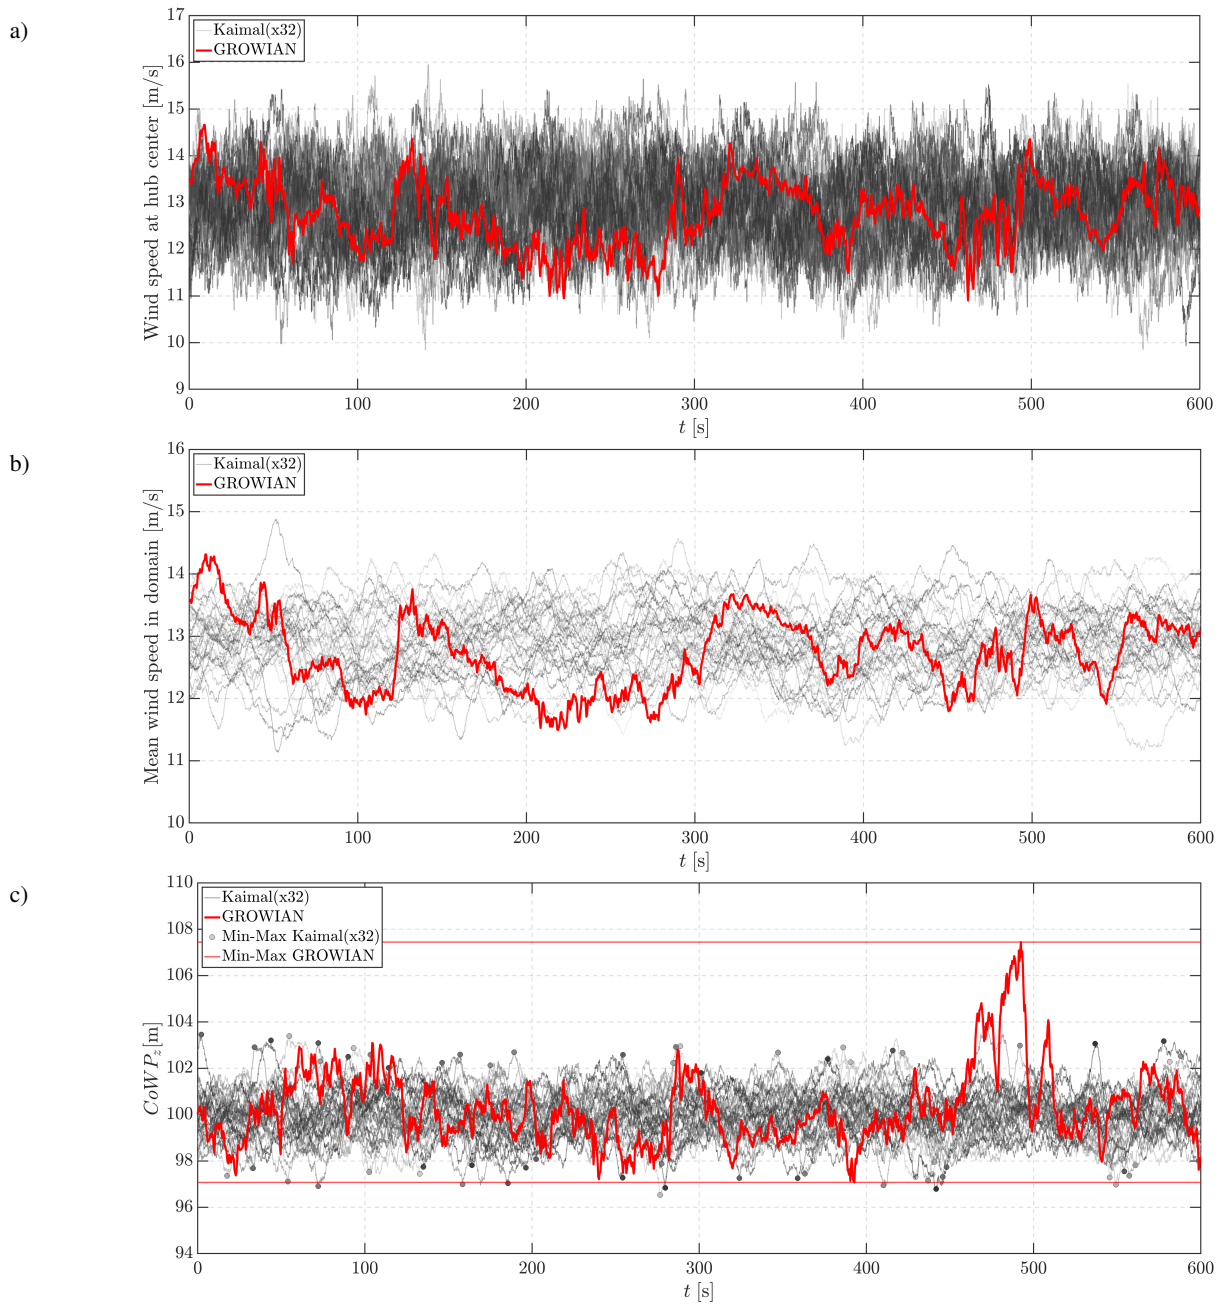 a)
Wind speed at hub center [m/s]
17
16
15
14
13
12
11
10
9
Kaimal(x32)
GROWIAN
0 100 200 300 400 500 600
t [s]
b)
Mean wind speed in domain [m/s]
16
15
14
13
12
11
10
Kaimal(x32)
GROWIAN
0 100 200 300 400 500 600
t [s]
c)
CoWP_z[m]
110
108
106
104
102
100
98
96
94
Kaimal(x32)
GROWIAN
Min-Max Kaimal(x32)
Min-Max GROWIAN
0 100 200 300 400 500 600
t [s]